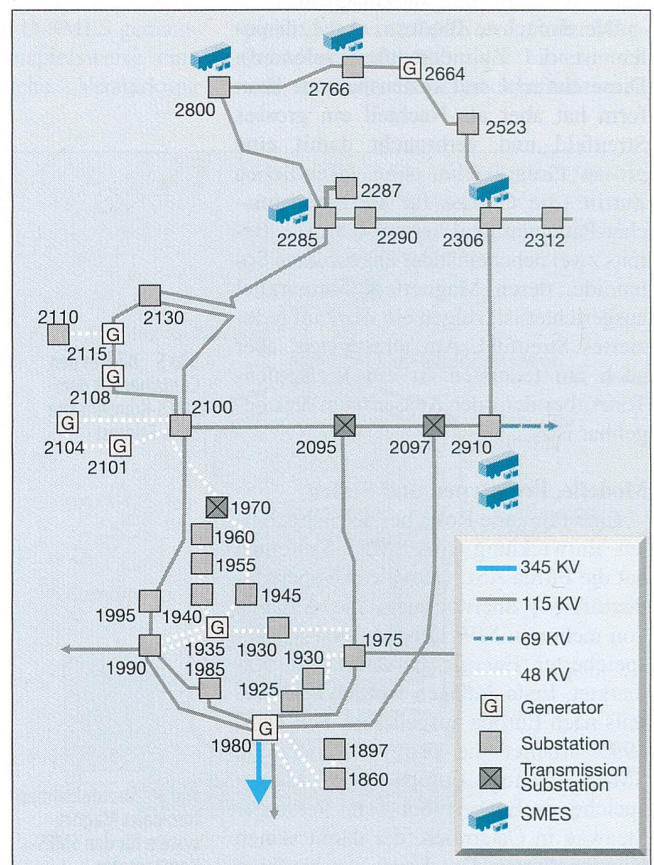 2766
G 2664
2800
2523
2287
2285
2290
2306
2312
2130
2110
G
2115
G
2108
2100
G
2104
G
2101
2095
2097
2910
1970
1960
1955
1940
1945
1995
G
1935
1930
1990
1985
1975
1930
1925
G
1980
1897
1860
345 KV
115 KV
69 KV
48 KV
G Generator
Substation
Transmission
Substation
SMES